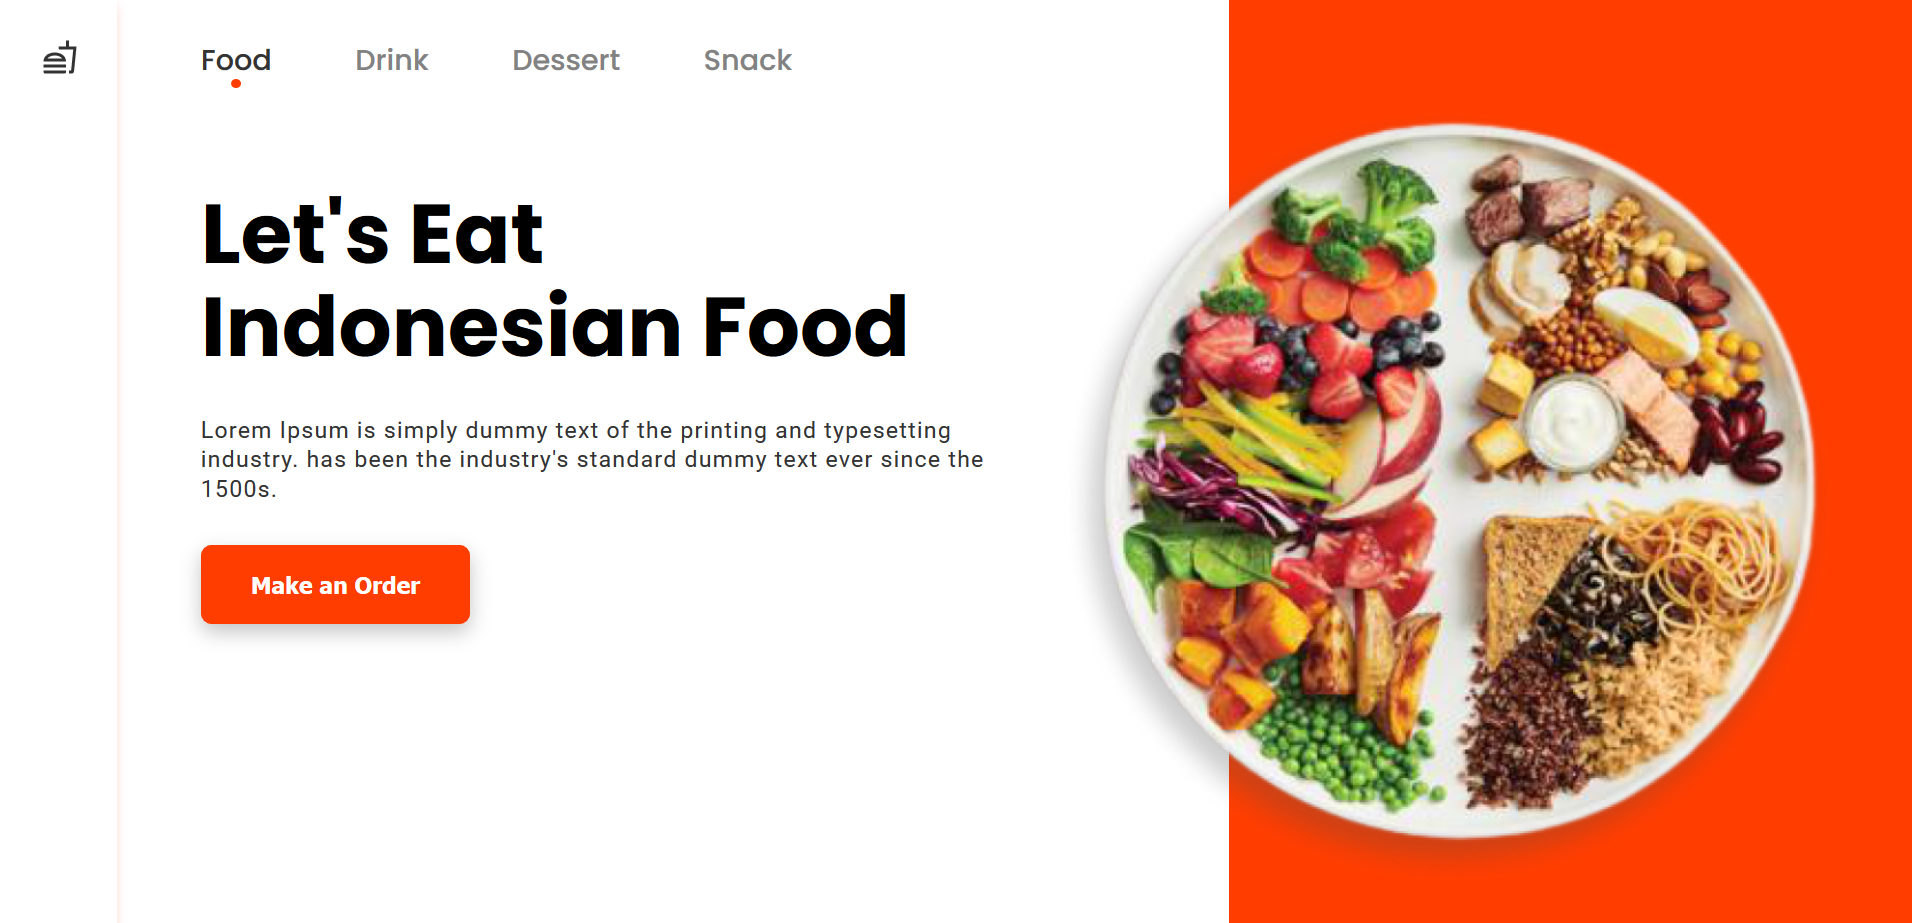 Food Drink Dessert Snack
Let's Eat
Indonesian Food
Lorem Ipsum is simply dummy text of the printing and typesetting
industry. has been the industry's standard dummy text ever since the
1500s.
Make an Order